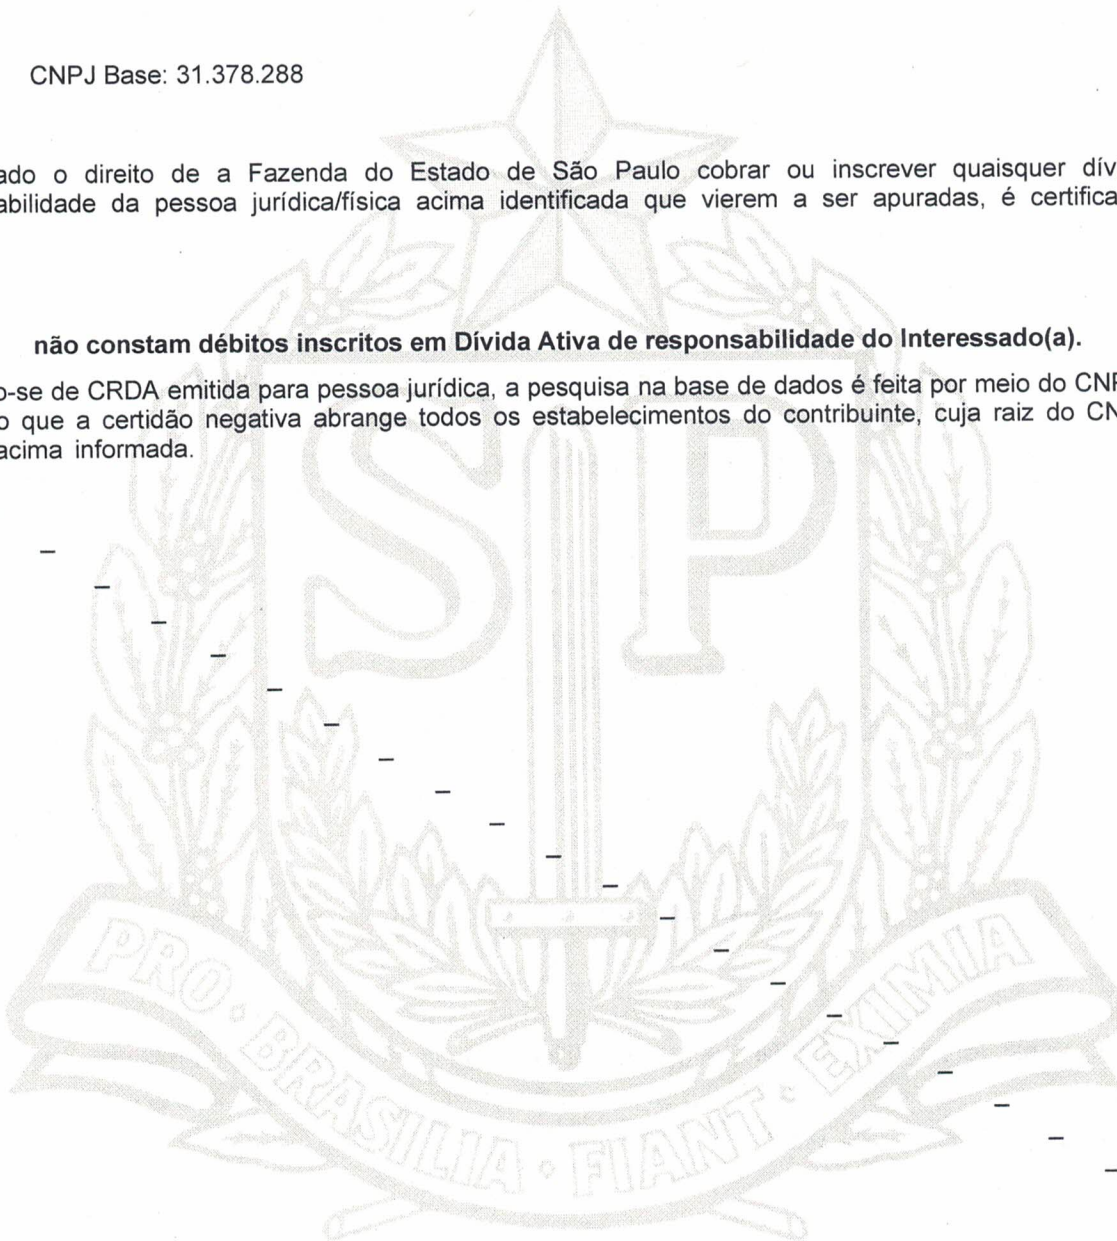 CNPJ Base: 31.378.288
ado o direito de a Fazenda do Estado de São Paulo cobrar ou inscrever quaisquer dív
abilidade da pessoa jurídica/física acima identificada que vierem a ser apuradas, é certifica
não constam débitos inscritos em Dívida Ativa de responsabilidade do Interessado(a).
o-se de CRDA emitida para pessoa jurídica, a pesquisa na base de dados é feita por meio do CNP
o que a certidão negativa abrange todos os estabelecimentos do contribuinte, cuja raiz do CN
acima informada.
SP
PRO • BRASILIA • FIANT • EXIMIA